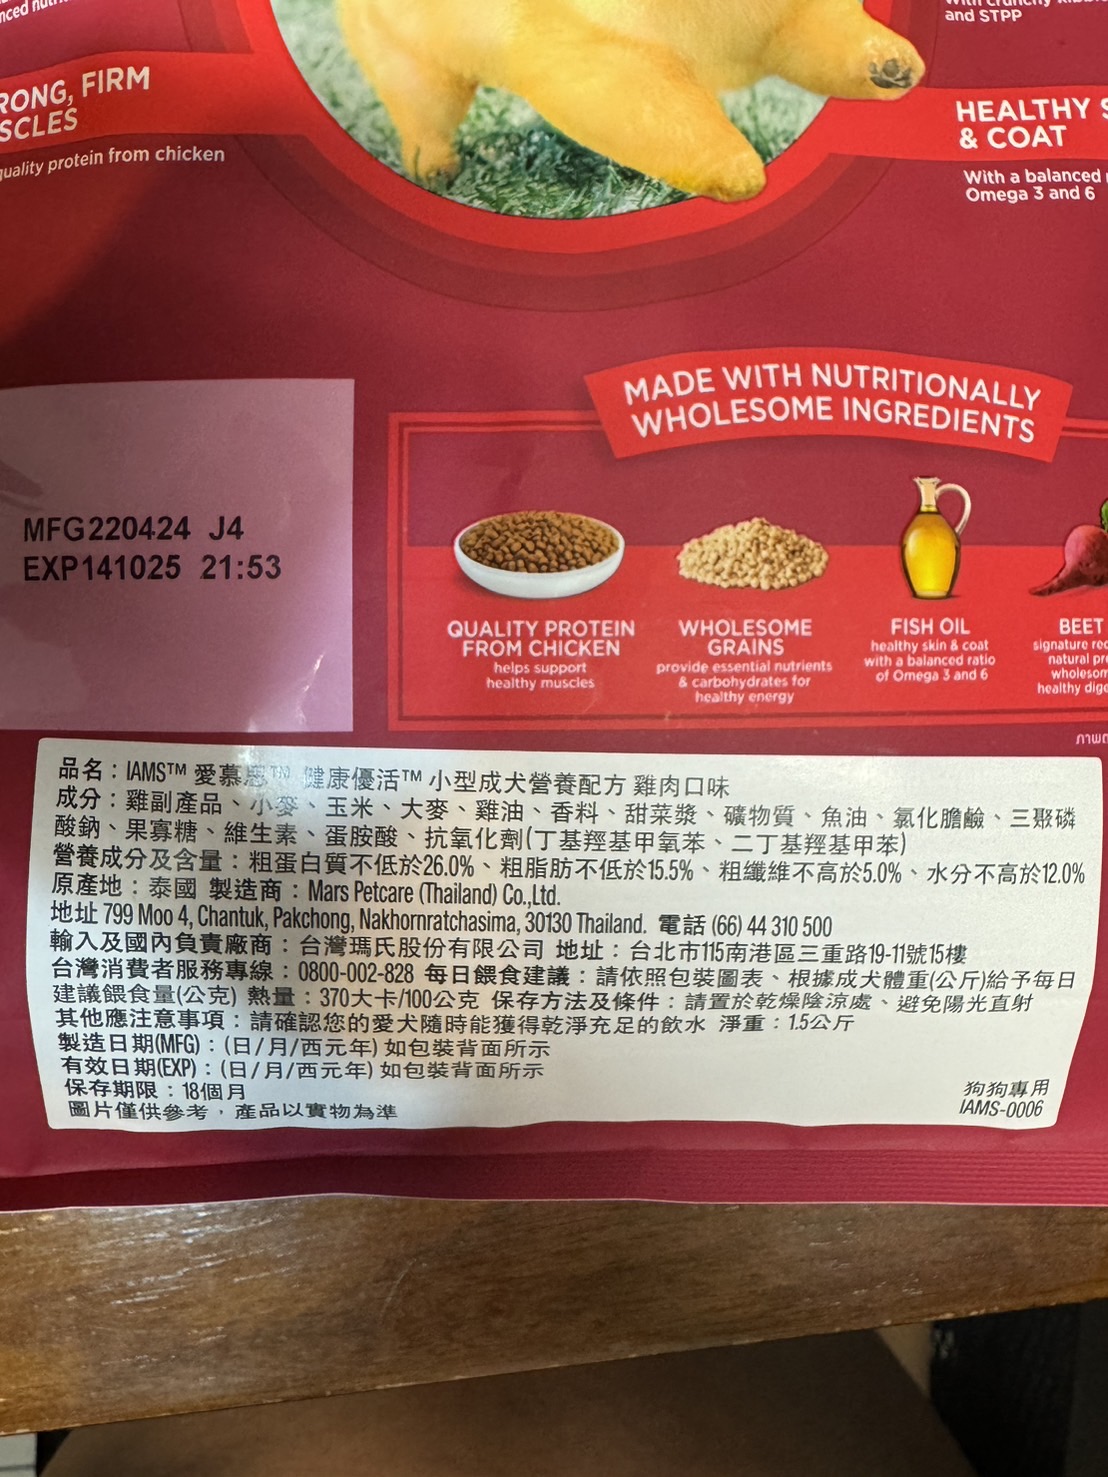 and STPP
RONG, FIRM
SCLES
quality protein from chicken
HEALTHY
& COAT
With a balanced
Omega 3 and 6
MADE WITH NUTRITIONALLY
WHOLESOME INGREDIENTS
MFG220424 J4
EXP141025 21:53
QUALITY PROTEIN
FROM CHICKEN
helps support
healthy muscles
WHOLESOME
GRAINS
provide essential nutrients
& carbohydrates for
healthy energy
FISH OIL
healthy skin & coat
with a balanced ratio
of Omega 3 and 6
BEET
signature
natural
healthy
品名：IAMS™ 愛慕思™ 健康優活™ 小型成犬營養配方 雞肉口味
成分：雞副產品、小麥、玉米、大麥、雞油、香料、甜菜漿、礦物質、魚油、氯化膽鹼、三聚磷
酸鈉、果寡糖、維生素、蛋胺酸、抗氧化劑(丁基羥基甲氧苯、二丁基羥基甲苯)
營養成分及含量：粗蛋白質不低於26.0%、粗脂肪不低於15.5%、粗纖維不高於5.0%、水分不高於12.0%
原產地：泰國 製造商：Mars Petcare (Thailand) Co.,Ltd.
地址 799 Moo 4, Chantuk, Pakchong, Nakhornratchasima, 30130 Thailand. 電話 (66) 44 310 500
輸入及國內負責廠商：台灣瑪氏股份有限公司 地址：台北市115南港區三重路19-11號15樓
台灣消費者服務專線：0800-002-828 每日餵食建議：請依照包裝圖表、根據成犬體重(公斤)給予每日
建議餵食量(公克) 熱量：370大卡/100公克 保存方法及條件：請置於乾燥陰涼處、避免陽光直射
其他應注意事項：請確認您的愛犬隨時能獲得乾淨充足的飲水 淨重：1.5公斤
製造日期(MFG)：(日/月/西元年) 如包裝背面所示
有效日期(EXP)：(日/月/西元年) 如包裝背面所示
保存期限：18個月
圖片僅供參考，產品以實物為準
狗狗專用
IAMS-0006